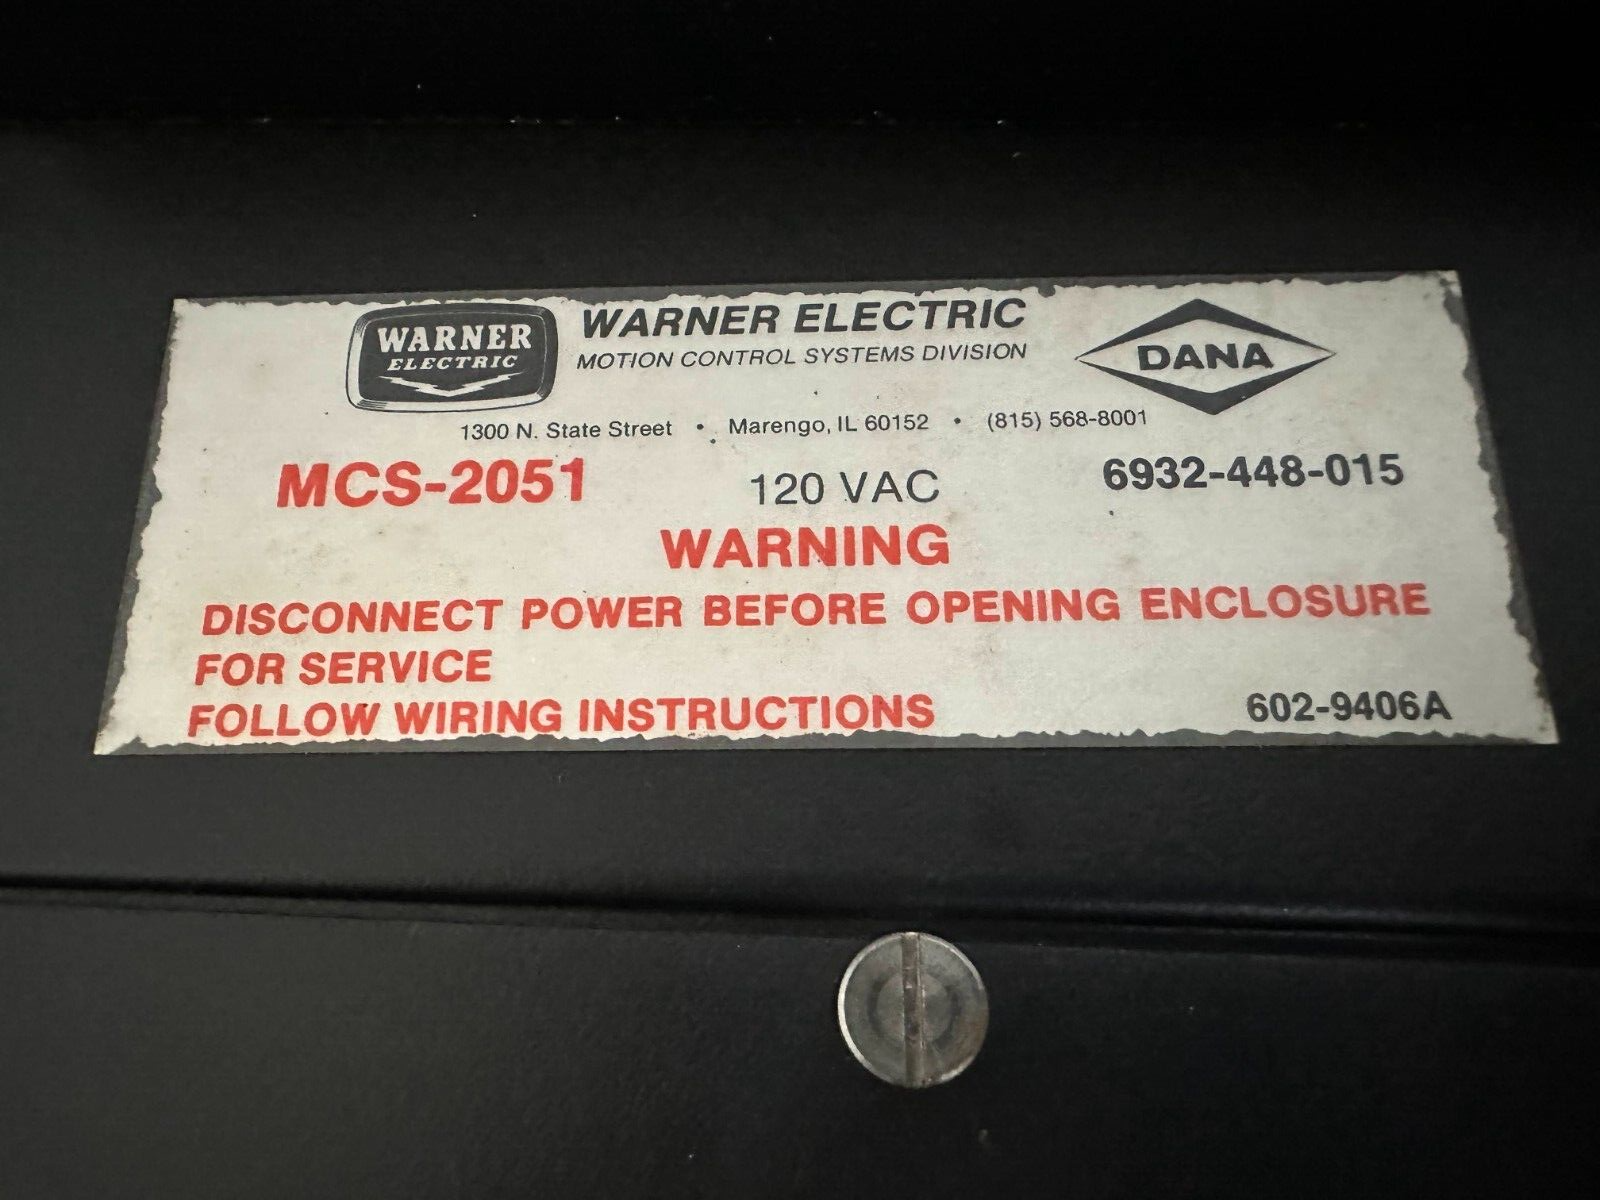 WARNER
ELECTRIC
WARNER ELECTRIC
MOTION CONTROL SYSTEMS DIVISION
DANA
1300 N. State Street • Marengo, IL 60152 • (815) 568-8001
MCS-2051 120 VAC 6932-448-015
WARNING
DISCONNECT POWER BEFORE OPENING ENCLOSURE
FOR SERVICE
FOLLOW WIRING INSTRUCTIONS 602-9406A